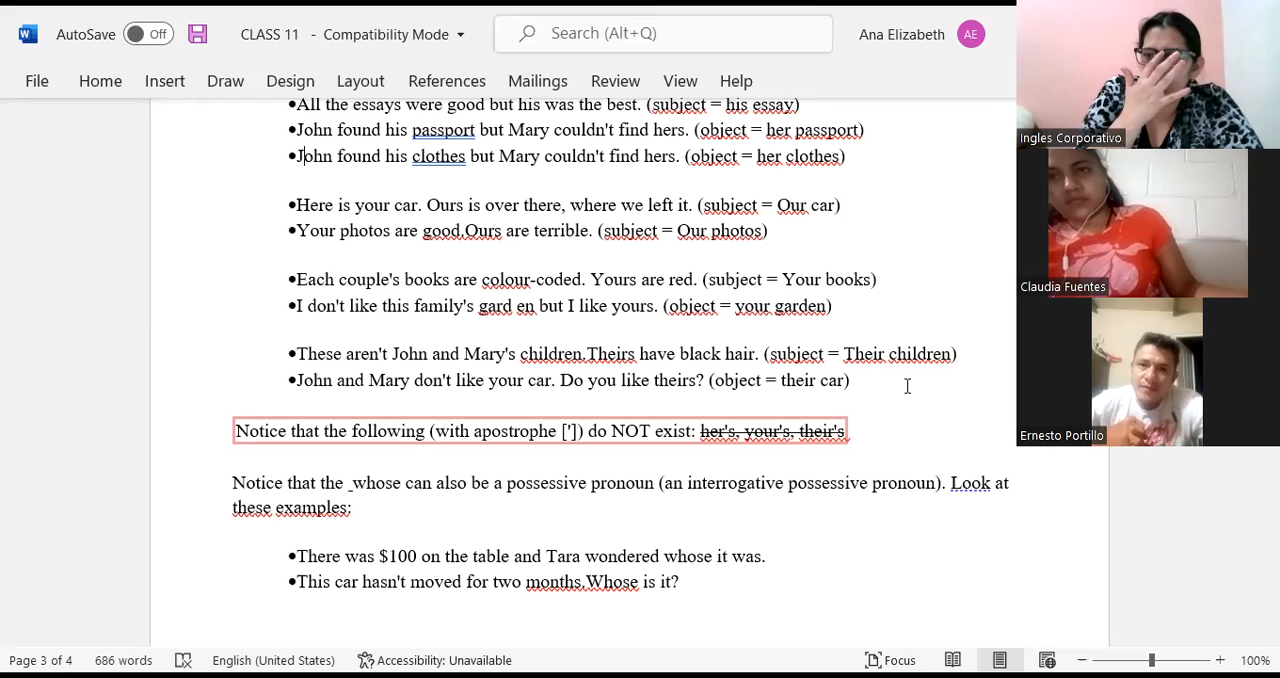 AutoSave Off CLASS 11 - Compatibility Mode Search (Alt+Q) Ana Elizabeth AE
File Home Insert Draw Design Layout References Mailings Review View Help
•All the essays were good but his was the best. (subject = his essay)
•John found his passport but Mary couldn't find hers. (object = her passport)
•John found his clothes but Mary couldn't find hers. (object = her clothes)
•Here is your car. Ours is over there, where we left it. (subject = Our car)
•Your photos are good.Ours are terrible. (subject = Our photos)
•Each couple's books are colour-coded. Yours are red. (subject = Your books)
•I don't like this family's gard en but I like yours. (object = your garden)
•These aren't John and Mary's children.Theirs have black hair. (subject = Their children)
•John and Mary don't like your car. Do you like theirs? (object = their car)
Notice that the following (with apostrophe [']) do NOT exist: her's, your's, their's
Notice that the _whose can also be a possessive pronoun (an interrogative possessive pronoun). Look at
these examples:
•There was $100 on the table and Tara wondered whose it was.
•This car hasn't moved for two months.Whose is it?
Page 3 of 4 686 words English (United States) Accessibility: Unavailable Focus 100%
Ingles Corporativo
Claudia Fuentes
Ernesto Portillo